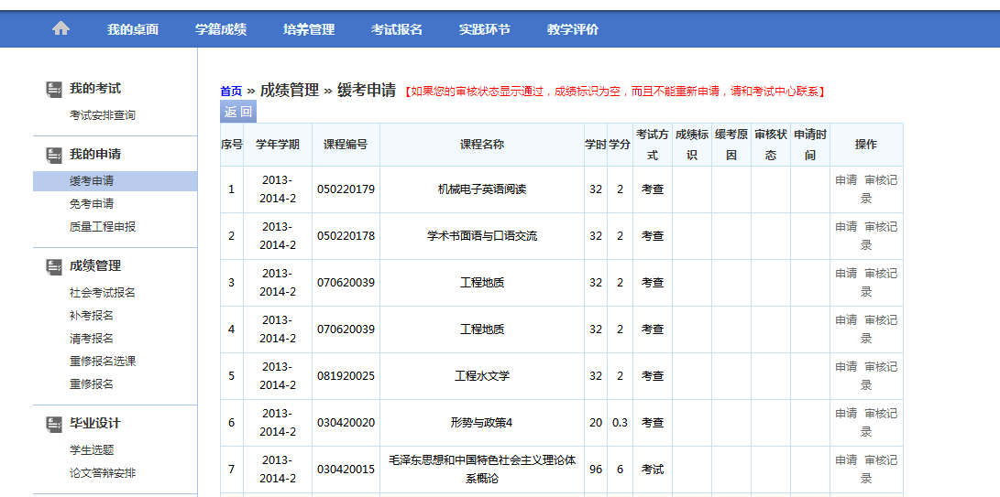 我的桌面 学籍成绩 培养管理 考试报名 实践环节 教学评价
我的考试
考试安排查询
我的申请
缓考申请
免考申请
质量工程申报
成绩管理
社会考试报名
补考报名
清考报名
重修报名选课
重修报名
毕业设计
学生选题
论文答辩安排
首页 » 成绩管理 » 缓考申请 【如果您的审核状态显示通过，成绩标识为空，而且不能重新申请，请和考试中心联系】
返 回
序号 学年学期 课程编号 课程名称 学时 学分 考试方式 成绩标识 缓考原因 审核状态 申请时间 操作
1 2013-2014-2 050220179 机械电子英语阅读 32 2 考查 申请 审核记录
2 2013-2014-2 050220178 学术书面语与口语交流 32 2 考查 申请 审核记录
3 2013-2014-2 070620039 工程地质 32 2 考查 申请 审核记录
4 2013-2014-2 070620039 工程地质 32 2 考查 申请 审核记录
5 2013-2014-2 081920025 工程水文学 32 2 考查 申请 审核记录
6 2013-2014-2 030420020 形势与政策4 20 0.3 考查 申请 审核记录
7 2013-2014-2 030420015 毛泽东思想和中国特色社会主义理论体系概论 96 6 考试 申请 审核记录